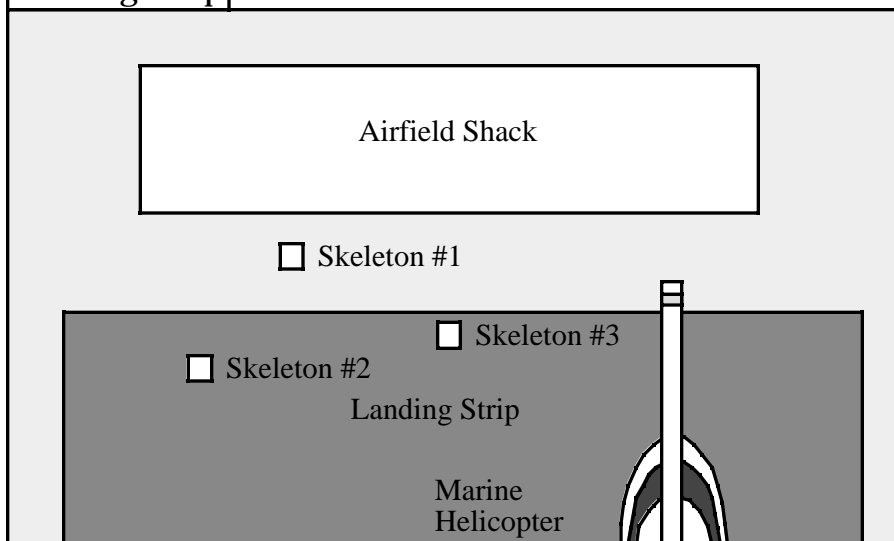 Airfield Shack
Skeleton #1
Skeleton #3
Skeleton #2
Landing Strip
Marine
Helicopter